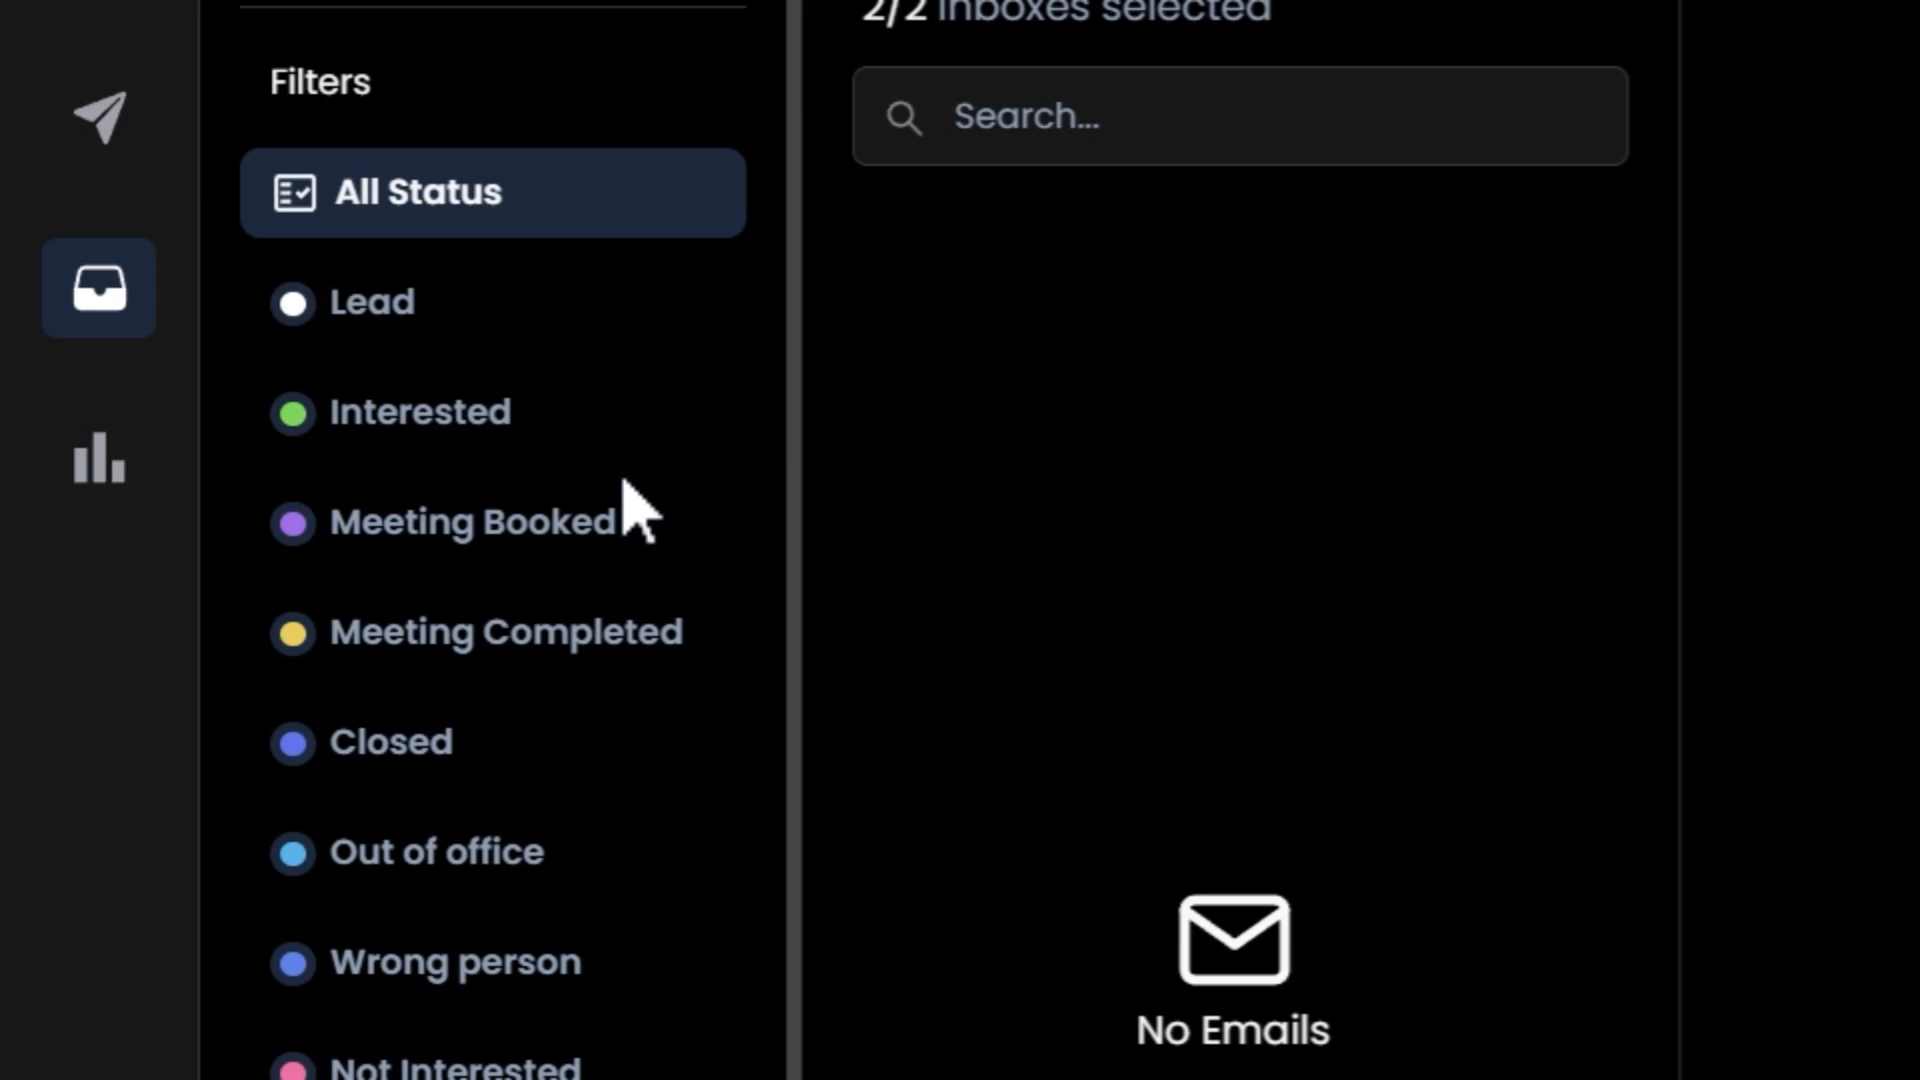 Filters
All Status
Lead
Interested
Meeting Booked
Meeting Completed
Closed
Out of office
Wrong person
Not Interested
2/2 inboxes selected
Search...
No Emails